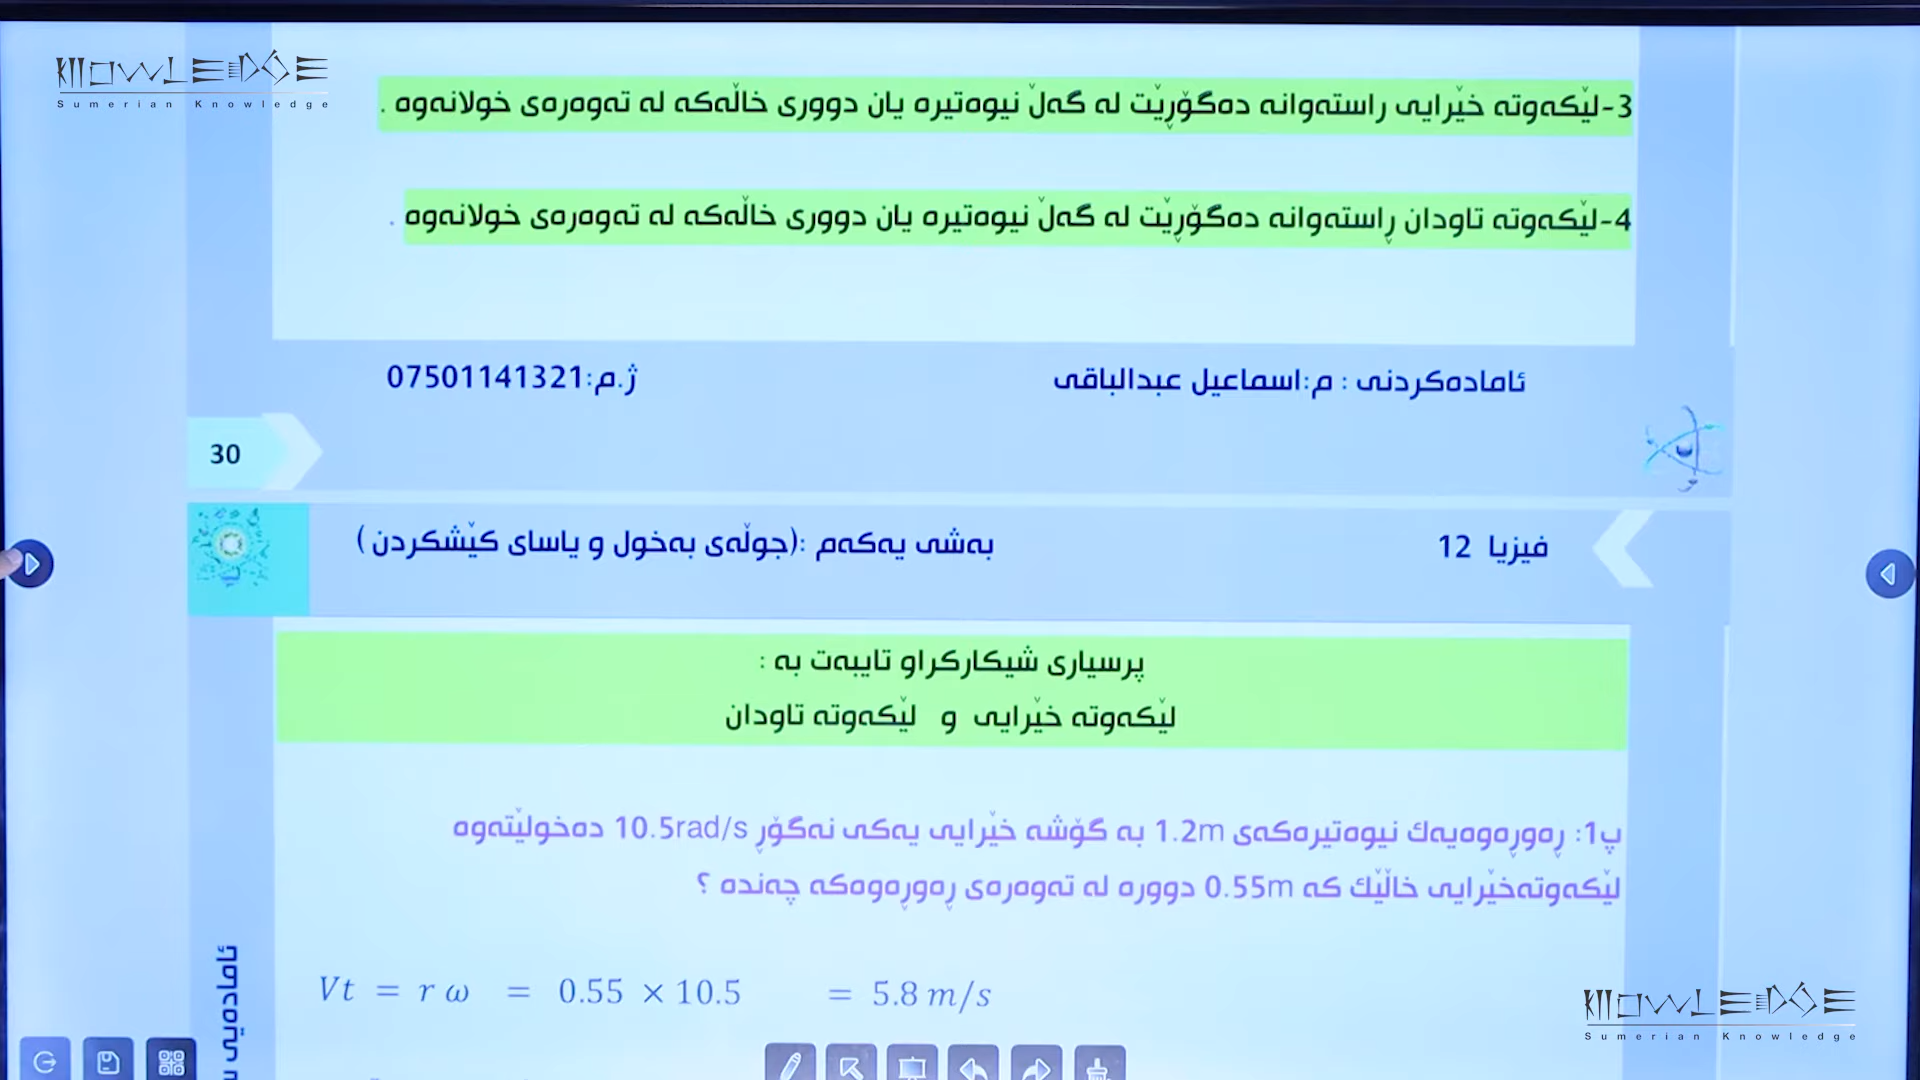 KNOWLEDGE
Sumerian Knowledge
3-لێکەوتە خێرایی راستەوانە دەگۆڕێت لە گەڵ نیوەتیرە یان دووری خاڵەکە لە تەوەرەی خولانەوە .
4-لێکەوتە تاودان ڕاستەوانە دەگۆڕێت لە گەڵ نیوەتیرە یان دووری خاڵەکە لە تەوەرەی خولانەوە .
ئامادەکردنی : م:اسماعیل عبدالباقی
ژ.م:07501141321
30
فیزیا 12
بەشی یەکەم :(جوڵەی بەخول و یاسای کێشکردن )
پرسیاری شیکارکراو تایبەت بە :
لێکەوتە خێرایی و لێکەوتە تاودان
پ1: ڕەوڕەوەیەك نیوەتیرەکەی 1.2m بە گۆشە خێرایی یەکی نەگۆڕ 10.5rad/s دەخولێتەوە
لێکەوتەخێرایی خاڵێك کە 0.55m دوورە لە تەوەرەی ڕەوڕەوەکە چەندە ؟
Vt = r ω = 0.55 × 10.5 = 5.8 m/s
ئامادەیی
KNOWLEDGE
Sumerian Knowledge